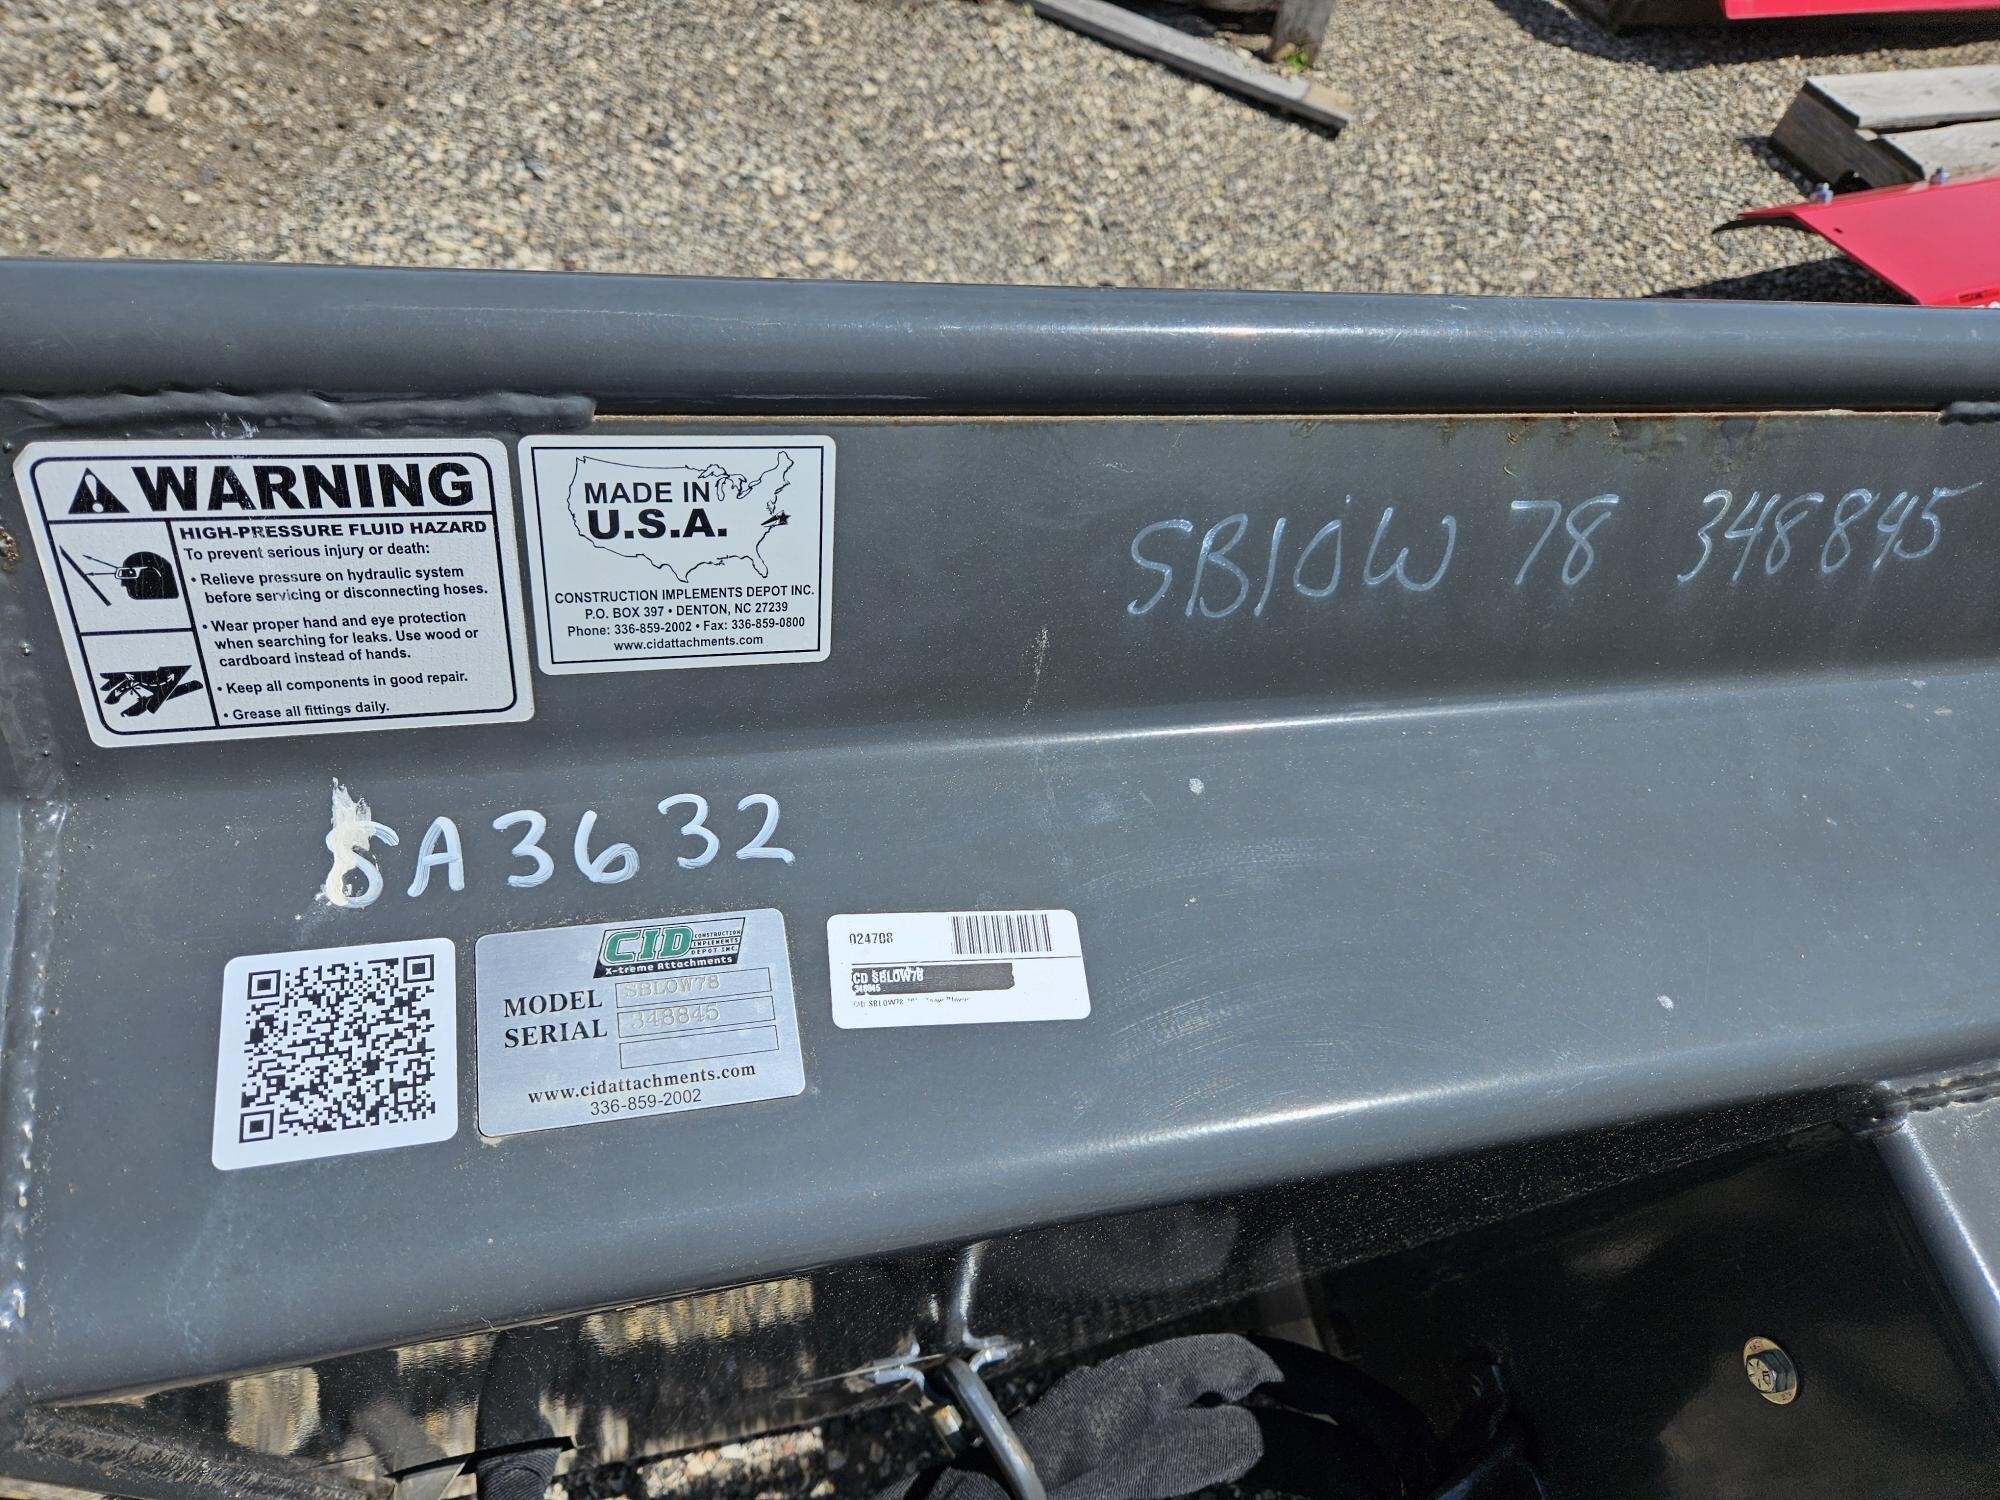 WARNING
HIGH-PRESSURE FLUID HAZARD
To prevent serious injury or death:
• Relieve pressure on hydraulic system
before servicing or disconnecting hoses.
• Wear proper hand and eye protection
when searching for leaks. Use wood or
cardboard instead of hands.
• Keep all components in good repair.
• Grease all fittings daily.
MADE IN
U.S.A.
CONSTRUCTION IMPLEMENTS DEPOT INC.
P.O. BOX 397 • DENTON, NC 27239
Phone: 336-859-2002 • Fax: 336-859-0800
www.cidattachments.com
SBlOW 78 348845
SA3632
CID CONSTRUCTION
IMPLEMENTS
DEPOT INC.
X-treme Attachments
MODEL SBLOW78
SERIAL 348845
www.cidattachments.com
336-859-2002
024708
CD SBLOW78
348845
CID SBLOW78